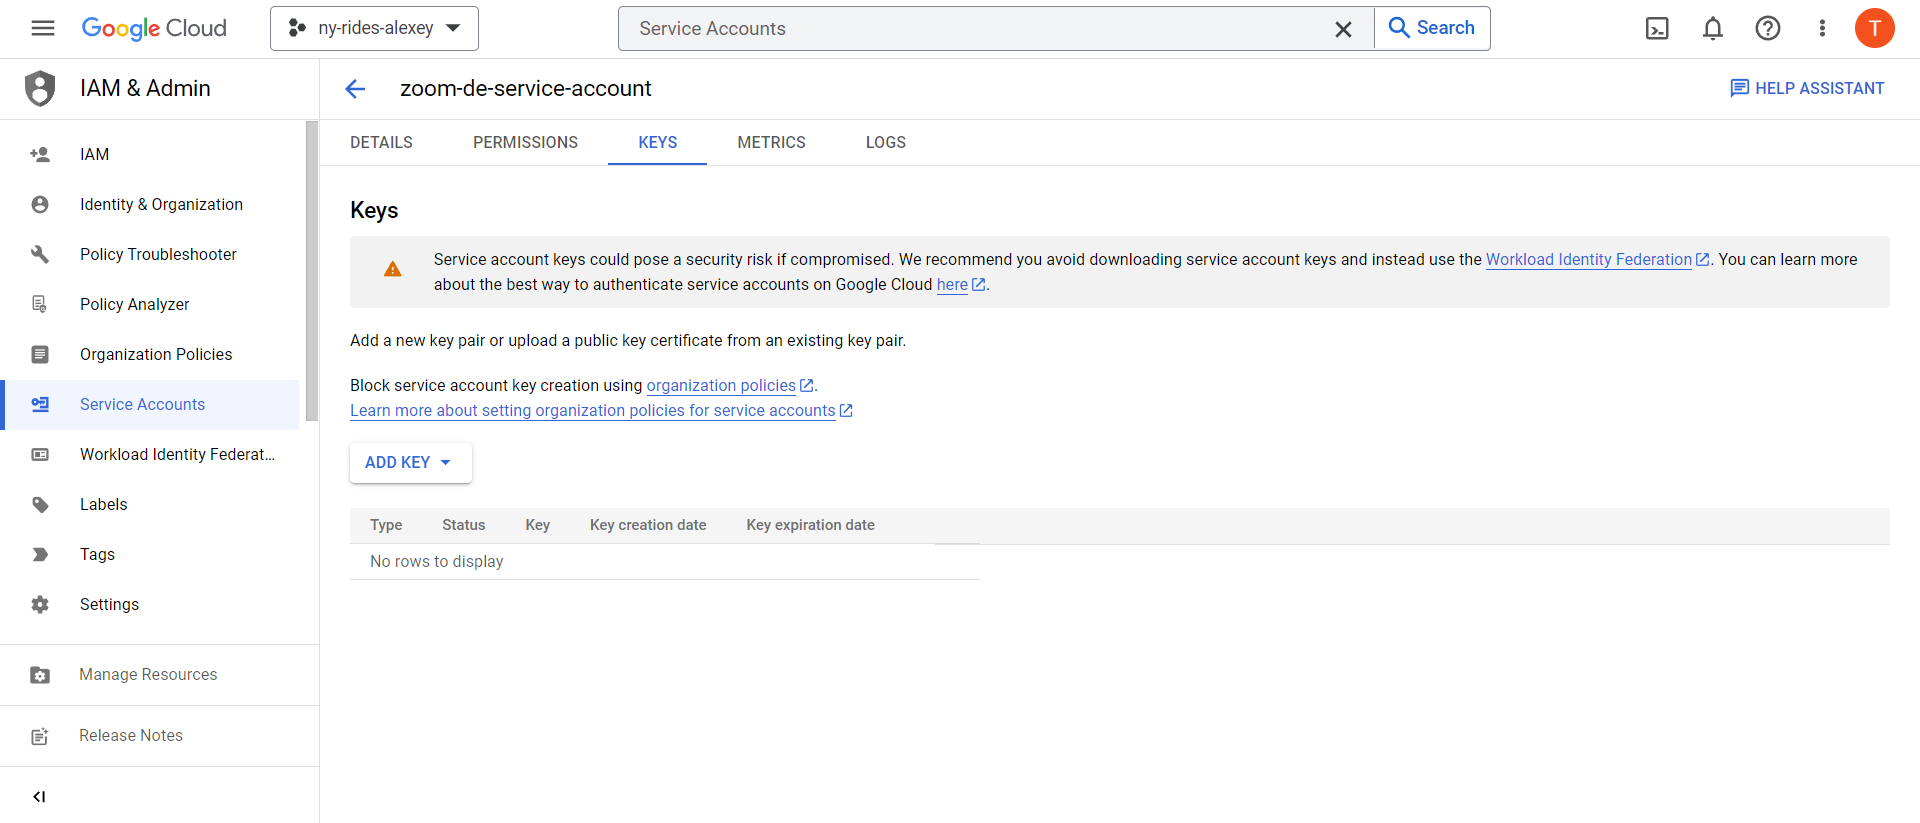 Google Cloud
ny-rides-alexey
Service Accounts
Search
T
IAM & Admin
zoom-de-service-account
HELP ASSISTANT
IAM
Identity & Organization
Policy Troubleshooter
Policy Analyzer
Organization Policies
Service Accounts
Workload Identity Federat...
Labels
Tags
Settings
Manage Resources
Release Notes
DETAILS
PERMISSIONS
KEYS
METRICS
LOGS
Keys
Service account keys could pose a security risk if compromised. We recommend you avoid downloading service account keys and instead use the Workload Identity Federation. You can learn more
about the best way to authenticate service accounts on Google Cloud here.
Add a new key pair or upload a public key certificate from an existing key pair.
Block service account key creation using organization policies.
Learn more about setting organization policies for service accounts
ADD KEY
Type Status Key Key creation date Key expiration date
No rows to display